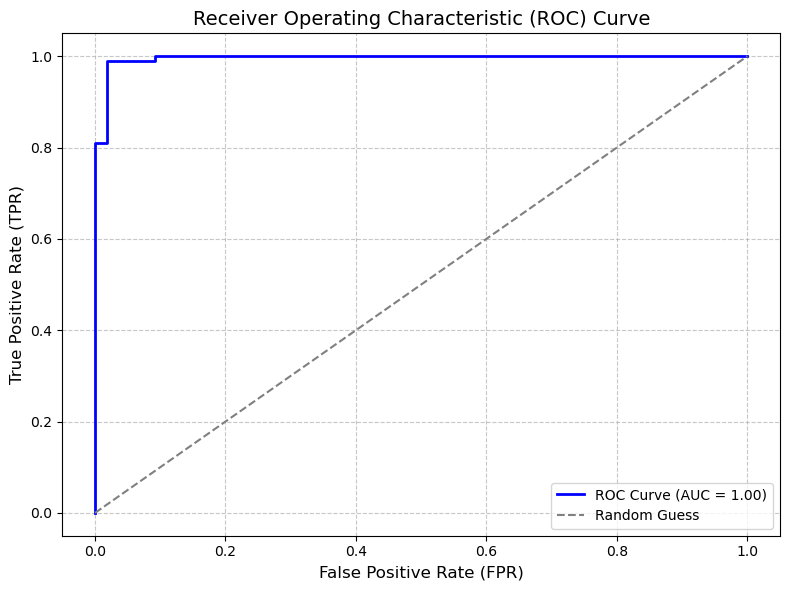 Receiver Operating Characteristic (ROC) Curve
True Positive Rate (TPR)
1.0
0.8
0.6
0.4
0.2
0.0
ROC Curve (AUC = 1.00)
Random Guess
0.0 0.2 0.4 0.6 0.8 1.0
False Positive Rate (FPR)